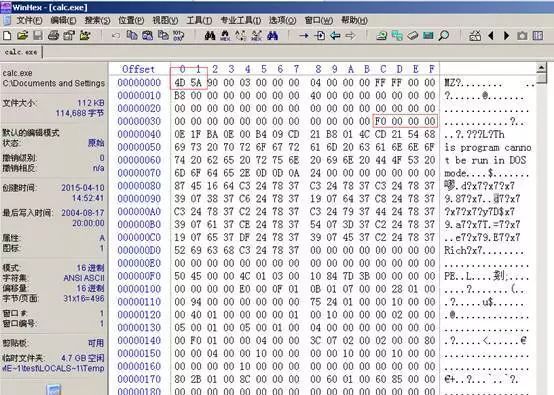 WinHex - [calc.exe]
文件(F) 编辑(E) 搜索(S) 位置(P) 视图(V) 工具(T) 专业工具(I) 选项(O) 窗口(W) 帮助(H)
calc.exe
calc.exe
C:\Documents and Settings
文件大小: 112 KB
114,688 字节
默认的编辑模式
状态: 原始
撤销级别: 0
撤销相反: n/a
创建时间: 2015-04-10
14:52:41
最后写入时间: 2004-08-17
20:00:00
属性: A
图标: 1
模式: 16 进制
字符集: ANSI ASCII
偏移量: 16 进制
字节/页面: 31x16=496
窗口 #: 1
窗口编号: 1
剪贴板: 可用
临时文件夹: 4.7 GB 空闲
ME~1\test\LOCALS~1\Temp
Offset 0 1 2 3 4 5 6 7 8 9 A B C D E F
00000000 4D 5A 90 00 03 00 00 00 04 00 00 00 FF FF 00 00
00000010 B8 00 00 00 00 00 00 00 40 00 00 00 00 00 00 00
00000020 00 00 00 00 00 00 00 00 00 00 00 00 00 00 00 00
00000030 00 00 00 00 00 00 00 00 00 00 00 00 F0 00 00 00
00000040 0E 1F BA 0E 00 B4 09 CD 21 B8 01 4C CD 21 54 68
00000050 69 73 20 70 72 6F 67 72 61 6D 20 63 61 6E 6E 6F
00000060 74 20 62 65 20 72 75 6E 20 69 6E 20 44 4F 53 20
00000070 6D 6F 64 65 2E 0D 0D 0A 24 00 00 00 00 00 00 00
00000080 87 45 16 64 C3 24 78 37 C3 24 78 37 C3 24 78 37
00000090 39 07 38 37 C6 24 78 37 19 07 64 37 C8 24 78 37
000000A0 C3 24 78 37 C2 24 78 37 C3 24 79 37 44 24 78 37
000000B0 39 07 61 37 CE 24 78 37 54 07 3D 37 C2 24 78 37
000000C0 19 07 65 37 DF 24 78 37 39 07 45 37 C2 24 78 37
000000D0 52 69 63 68 C3 24 78 37 00 00 00 00 00 00 00 00
000000E0 00 00 00 00 00 00 00 00 00 00 00 00 00 00 00 00
000000F0 50 45 00 00 4C 01 03 00 10 84 7D 3B 00 00 00 00
00000100 00 00 00 00 E0 00 0F 01 0B 01 07 00 00 28 01 00
00000110 00 94 00 00 00 00 00 00 75 24 01 00 00 10 00 00
00000120 00 40 01 00 00 00 00 01 00 10 00 00 00 02 00 00
00000130 05 00 01 00 05 00 01 00 04 00 00 00 00 00 00 00
00000140 00 F0 01 00 00 04 00 00 3C 07 02 00 02 00 00 80
00000150 00 00 04 00 00 10 00 00 00 00 10 00 00 10 00 00
00000160 00 00 00 00 10 00 00 00 00 00 00 00 00 00 00 00
00000170 80 2B 01 00 8C 00 00 00 00 60 01 00 60 85 00 00
00000180 00 00 00 00 00 00 00 00 00 00 00 00 00 00 00 00
is program canno
t be run in DOS